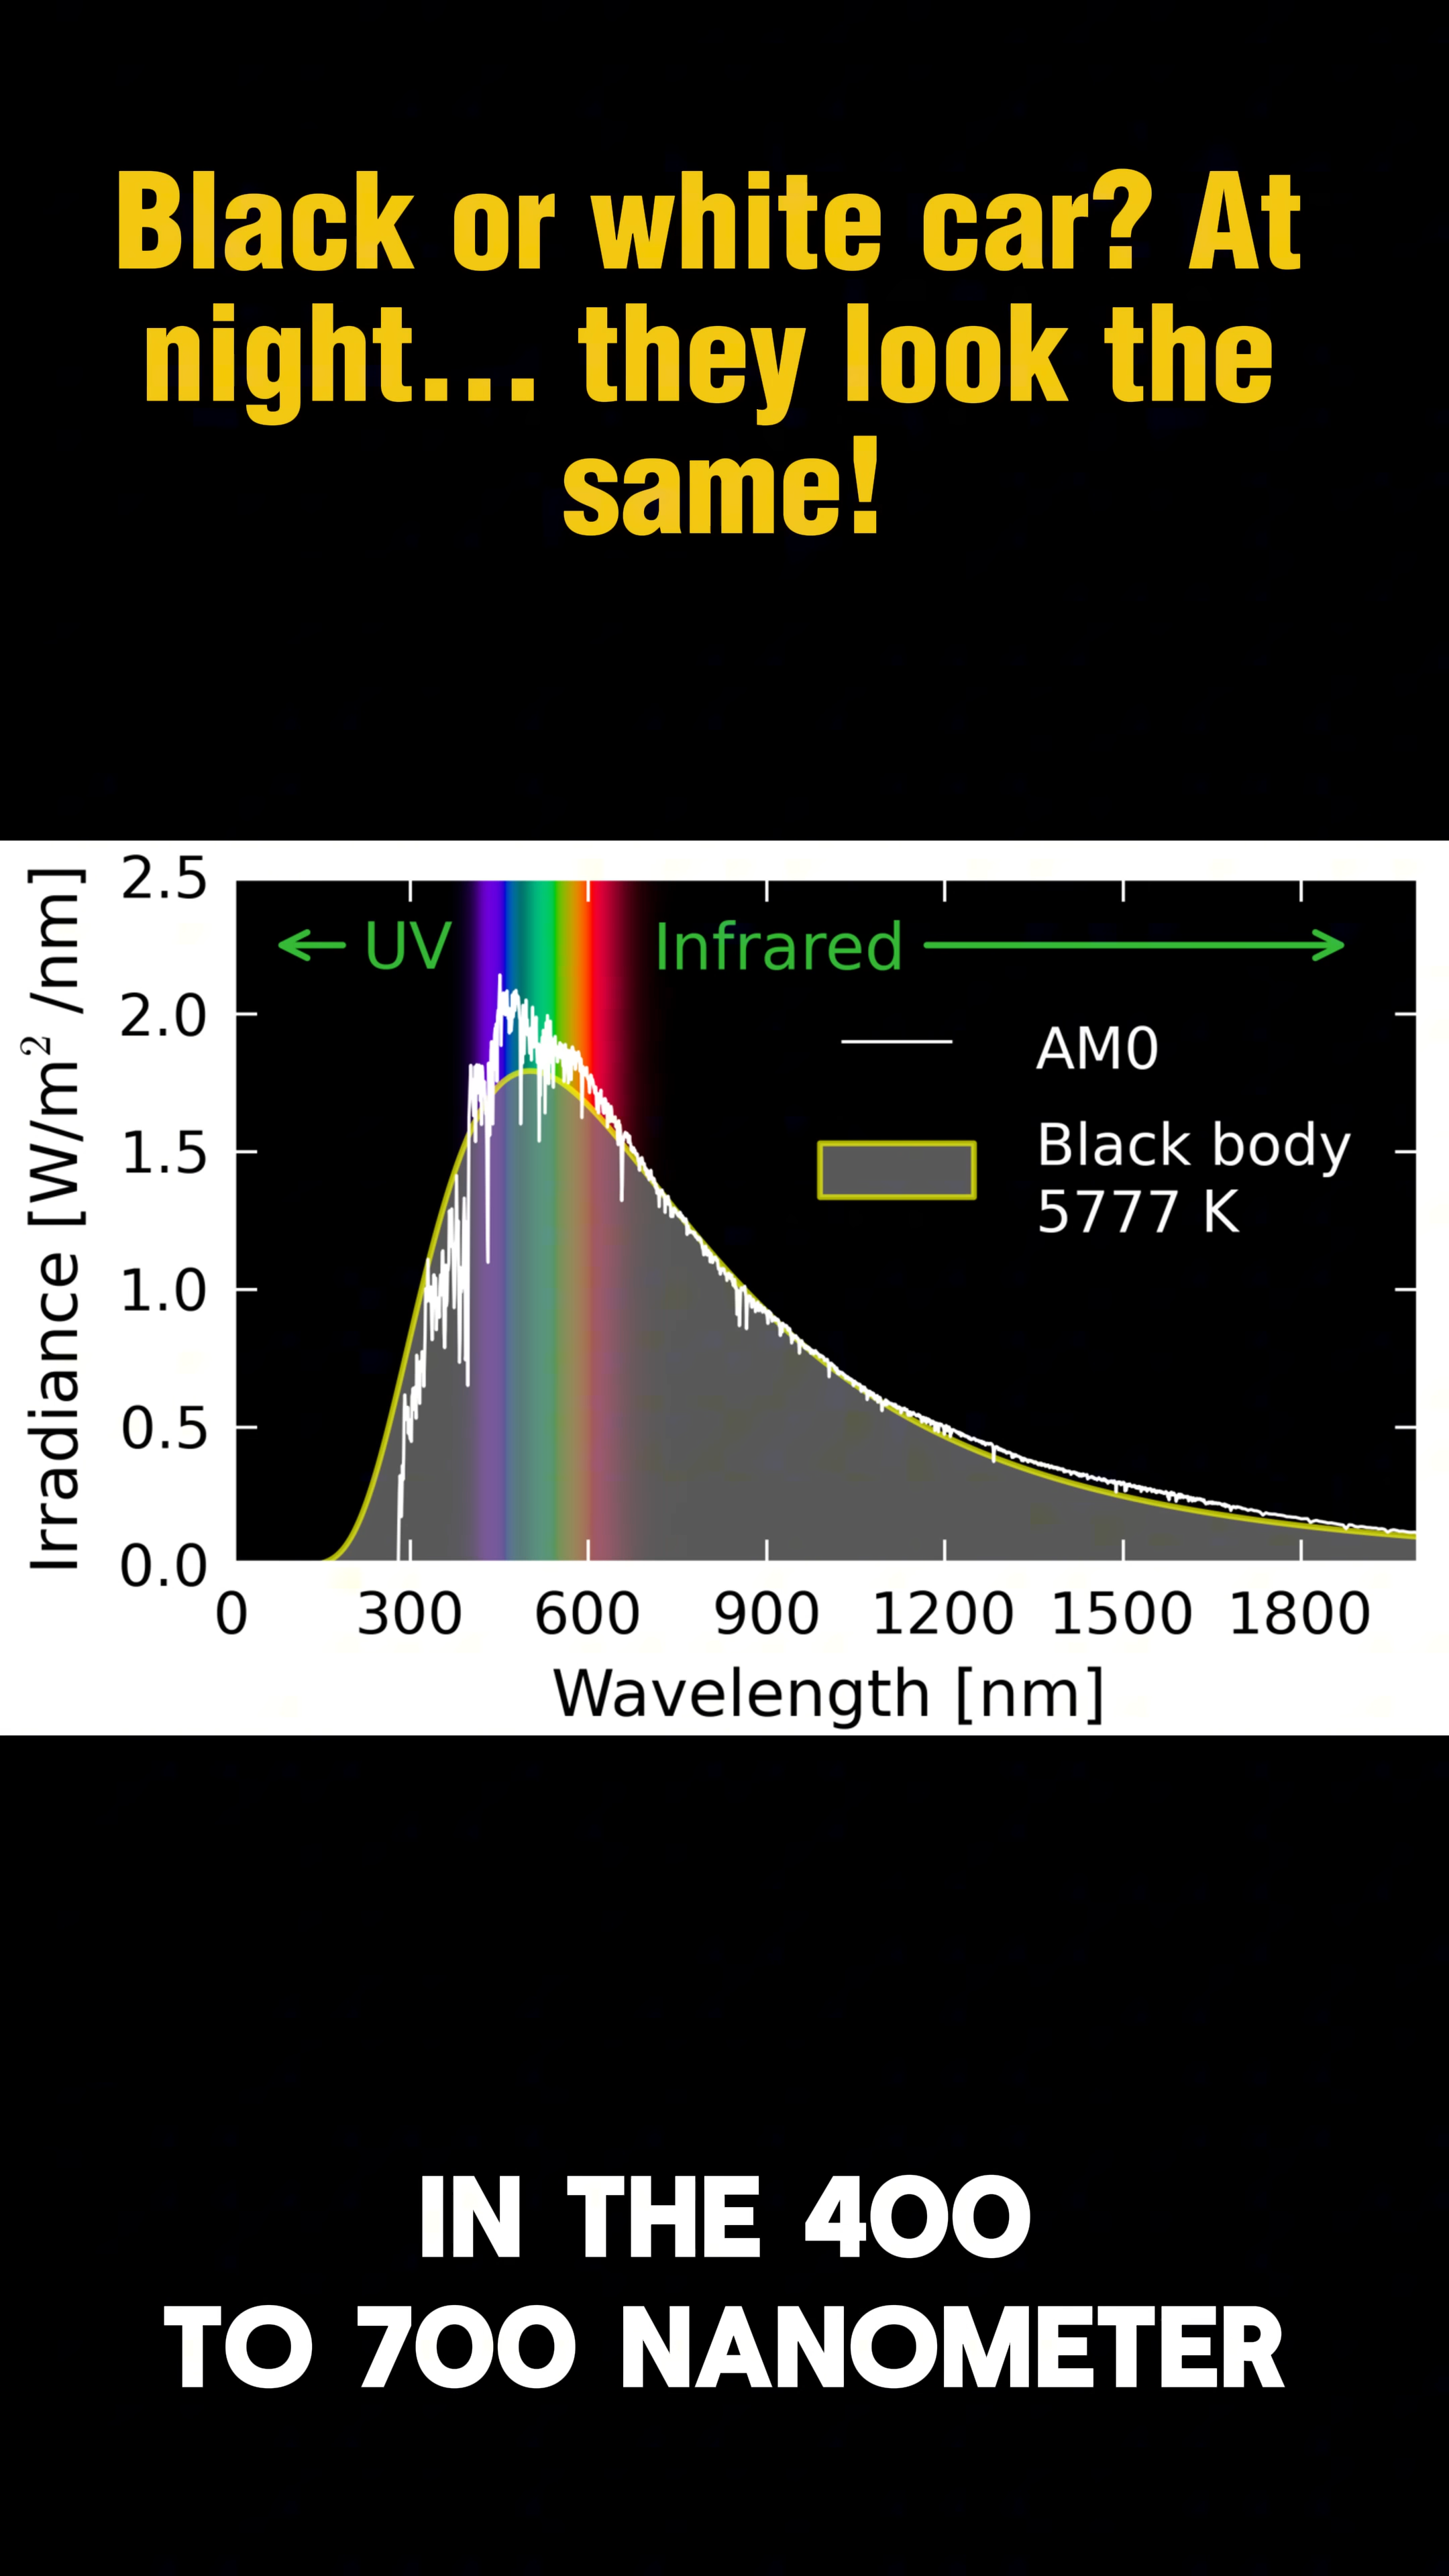 Black or white car? At
night... they look the
same!
Irradiance [W/m² /nm]
2.5
2.0
1.5
1.0
0.5
0.0
← UV
Infrared →
AM0
Black body
5777 K
0 300 600 900 1200 1500 1800
Wavelength [nm]
IN THE 400
TO 700 NANOMETER